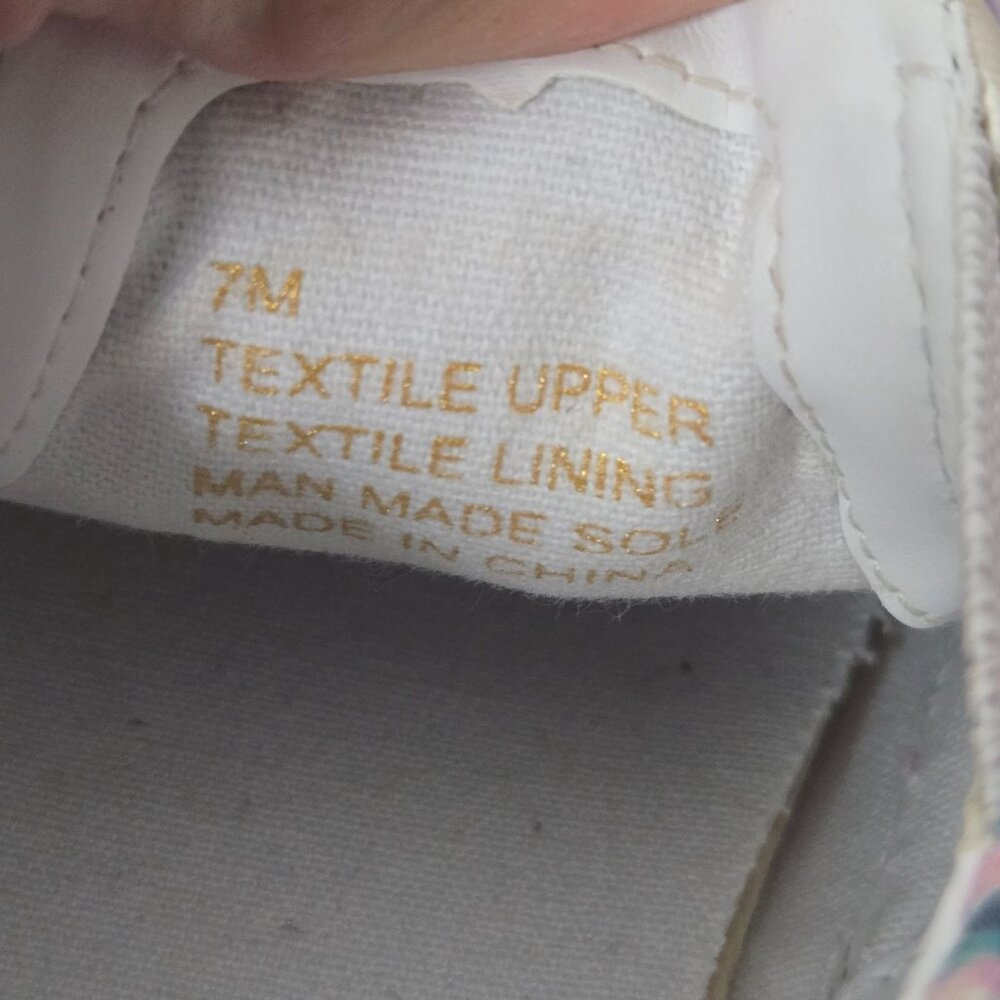 7M
TEXTILE UPPER
TEXTILE LINING
MAN MADE SOLE
MADE IN CHINA